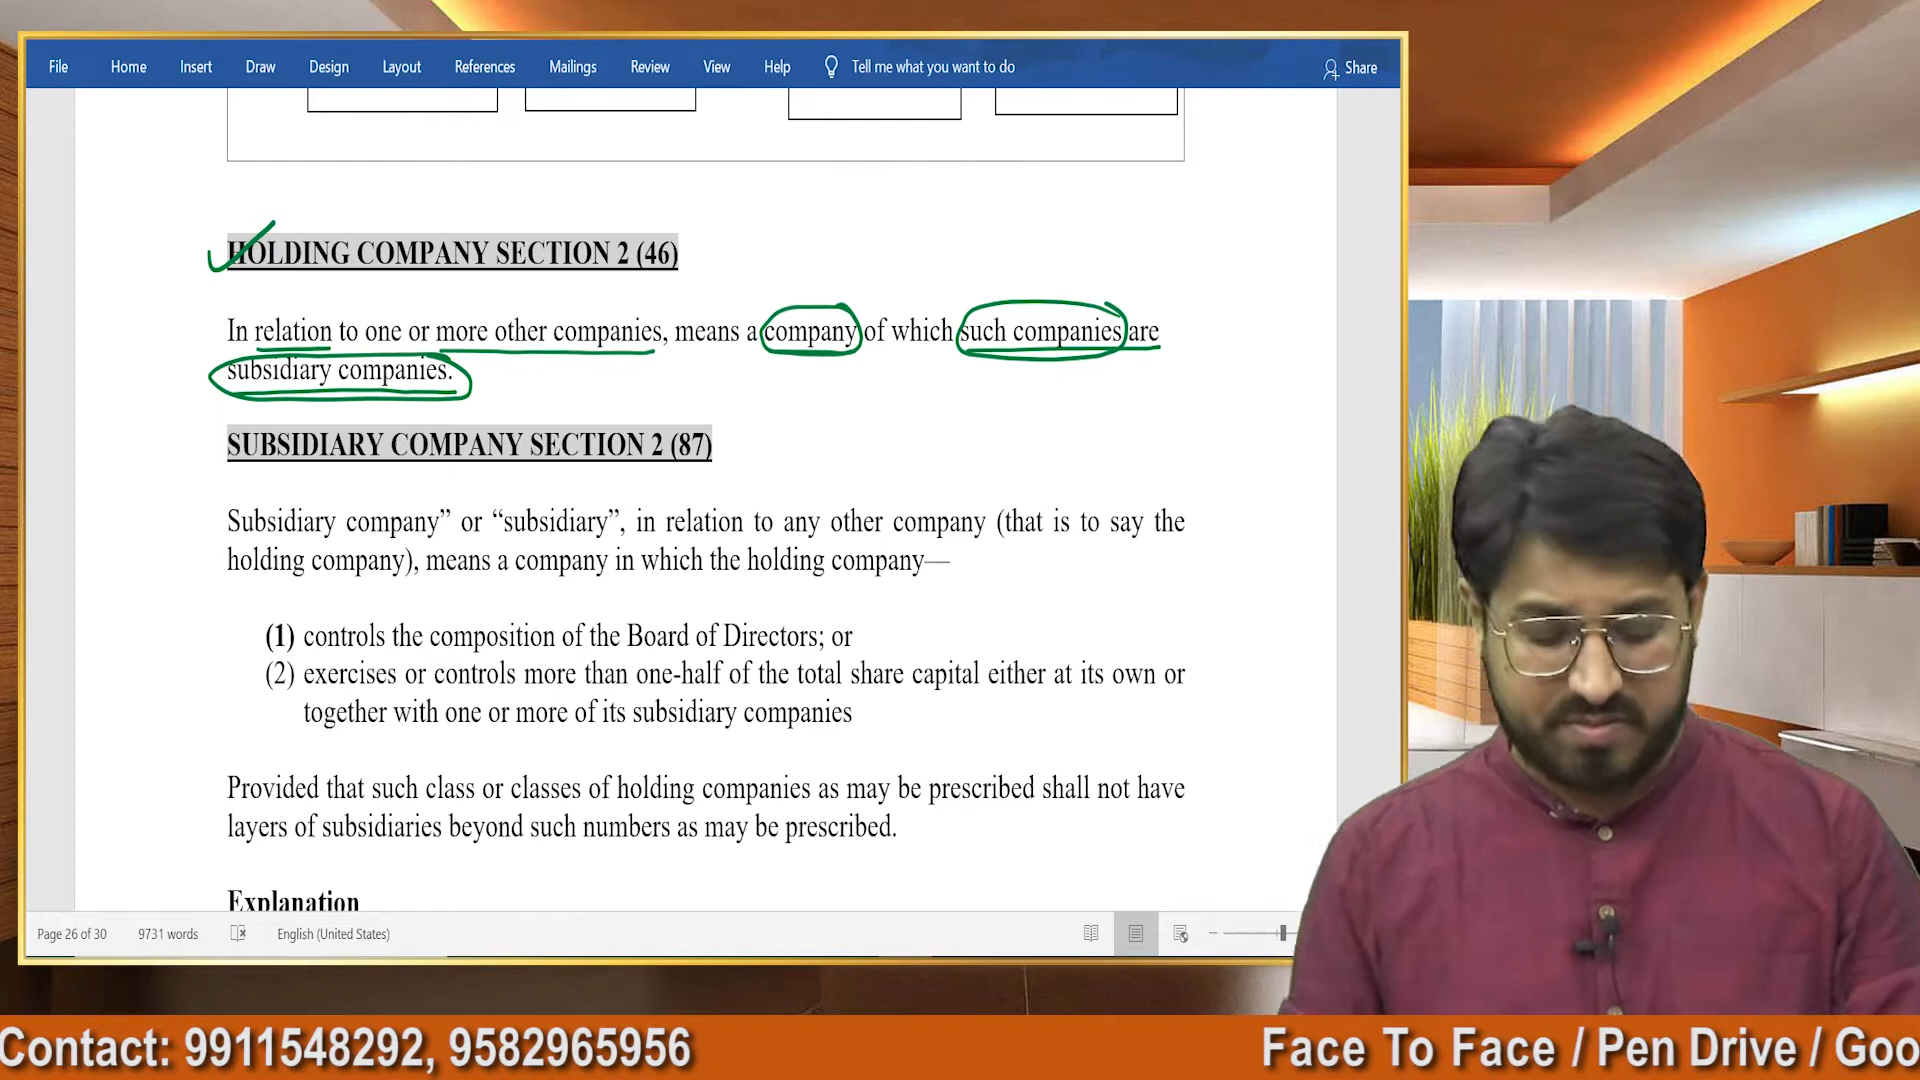 File Home Insert Draw Design Layout References Mailings Review View Help Tell me what you want to do Share
HOLDING COMPANY SECTION 2 (46)
In relation to one or more other companies, means a company of which such companies are
subsidiary companies.
SUBSIDIARY COMPANY SECTION 2 (87)
Subsidiary company” or “subsidiary”, in relation to any other company (that is to say the
holding company), means a company in which the holding company—
(1) controls the composition of the Board of Directors; or
(2) exercises or controls more than one-half of the total share capital either at its own or
together with one or more of its subsidiary companies
Provided that such class or classes of holding companies as may be prescribed shall not have
layers of subsidiaries beyond such numbers as may be prescribed.
Explanation
Page 26 of 30 9731 words English (United States)
Contact: 9911548292, 9582965956 Face To Face / Pen Drive / Goo